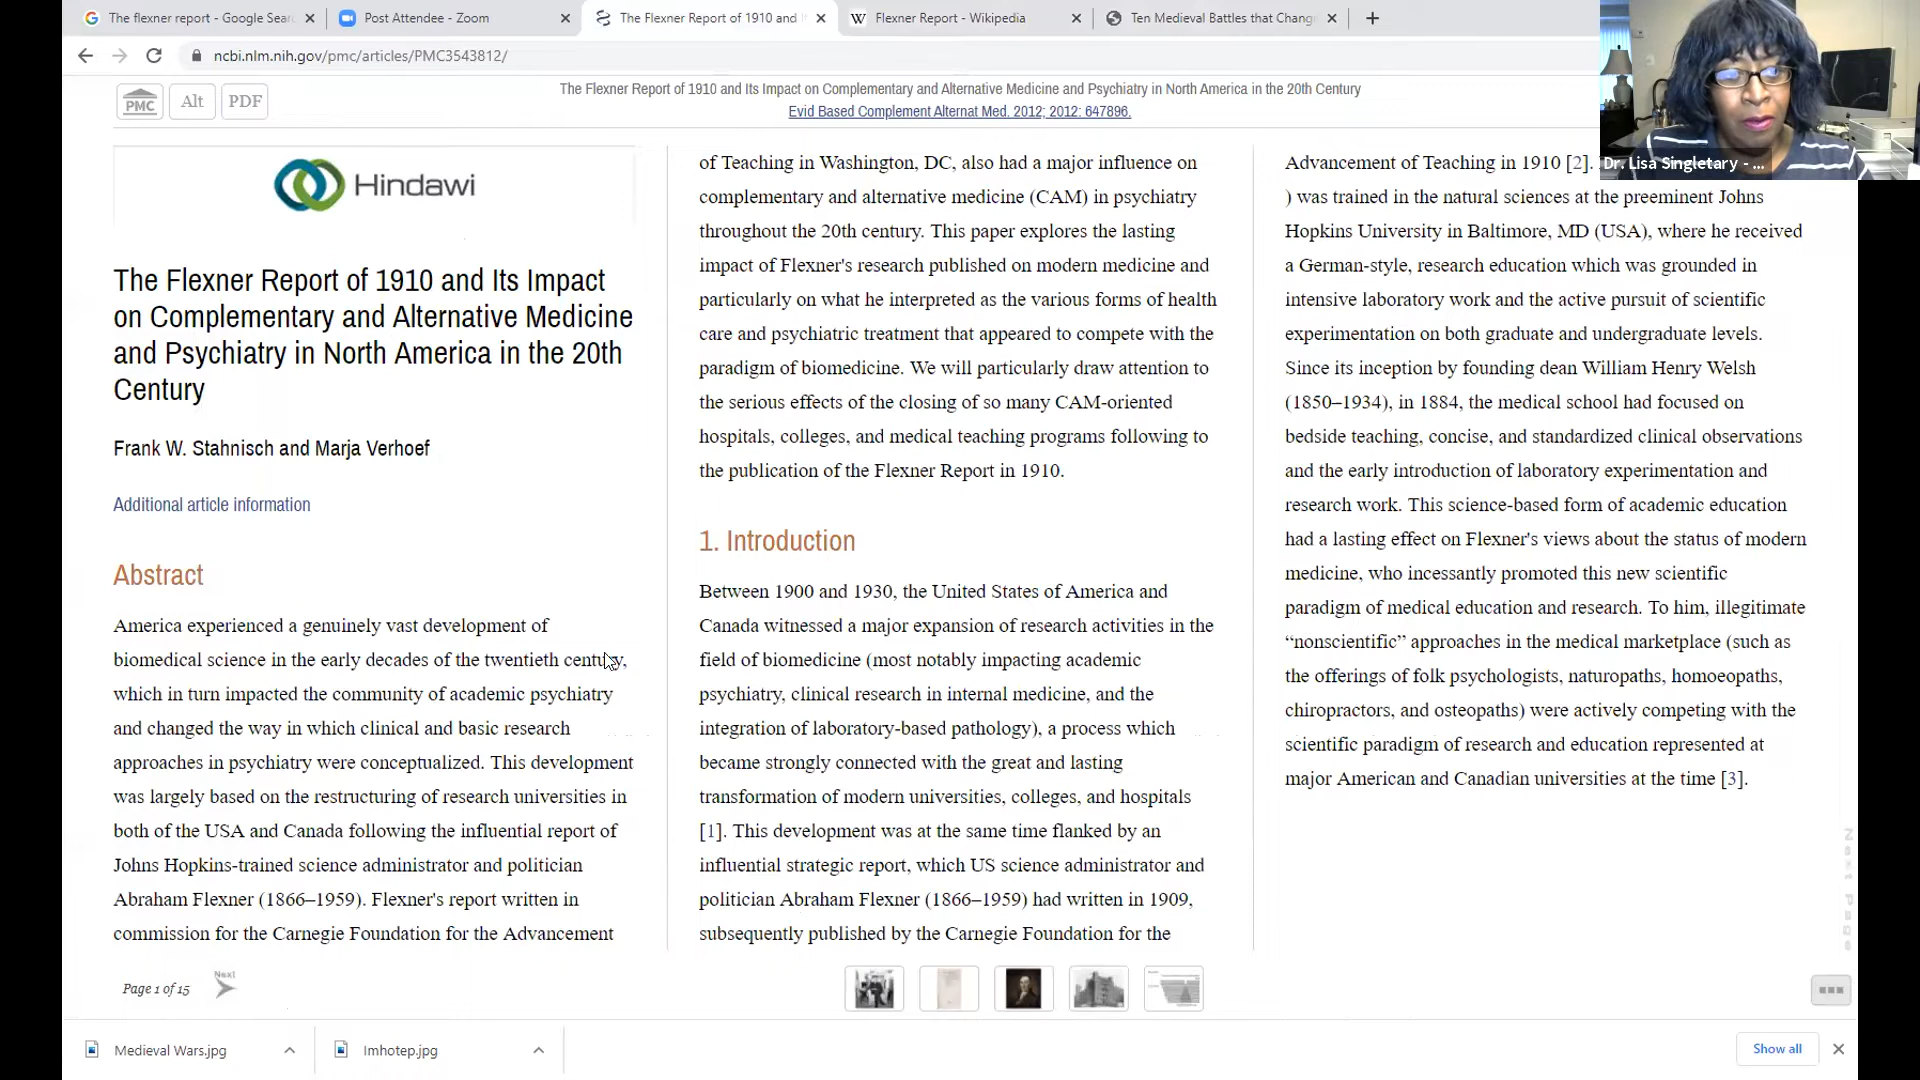 The flexner report - Google Sear
Post Attendee - Zoom
The Flexner Report of 1910 and
Flexner Report - Wikipedia
Ten Medieval Battles that Chang
ncbi.nlm.nih.gov/pmc/articles/PMC3543812/
PMC
Alt
PDF
The Flexner Report of 1910 and Its Impact on Complementary and Alternative Medicine and Psychiatry in North America in the 20th Century
Evid Based Complement Alternat Med. 2012; 2012: 647896.
Dr. Lisa Singletary - ...
Hindawi
The Flexner Report of 1910 and Its Impact
on Complementary and Alternative Medicine
and Psychiatry in North America in the 20th
Century
Frank W. Stahnisch and Marja Verhoef
Additional article information
Abstract
America experienced a genuinely vast development of
biomedical science in the early decades of the twentieth century,
which in turn impacted the community of academic psychiatry
and changed the way in which clinical and basic research
approaches in psychiatry were conceptualized. This development
was largely based on the restructuring of research universities in
both of the USA and Canada following the influential report of
Johns Hopkins-trained science administrator and politician
Abraham Flexner (1866–1959). Flexner's report written in
commission for the Carnegie Foundation for the Advancement
of Teaching in Washington, DC, also had a major influence on
complementary and alternative medicine (CAM) in psychiatry
throughout the 20th century. This paper explores the lasting
impact of Flexner's research published on modern medicine and
particularly on what he interpreted as the various forms of health
care and psychiatric treatment that appeared to compete with the
paradigm of biomedicine. We will particularly draw attention to
the serious effects of the closing of so many CAM-oriented
hospitals, colleges, and medical teaching programs following to
the publication of the Flexner Report in 1910.
1. Introduction
Between 1900 and 1930, the United States of America and
Canada witnessed a major expansion of research activities in the
field of biomedicine (most notably impacting academic
psychiatry, clinical research in internal medicine, and the
integration of laboratory-based pathology), a process which
became strongly connected with the great and lasting
transformation of modern universities, colleges, and hospitals
[1]. This development was at the same time flanked by an
influential strategic report, which US science administrator and
politician Abraham Flexner (1866–1959) had written in 1909,
subsequently published by the Carnegie Foundation for the
Advancement of Teaching in 1910 [2].
) was trained in the natural sciences at the preeminent Johns
Hopkins University in Baltimore, MD (USA), where he received
a German-style, research education which was grounded in
intensive laboratory work and the active pursuit of scientific
experimentation on both graduate and undergraduate levels.
Since its inception by founding dean William Henry Welsh
(1850–1934), in 1884, the medical school had focused on
bedside teaching, concise, and standardized clinical observations
and the early introduction of laboratory experimentation and
research work. This science-based form of academic education
had a lasting effect on Flexner's views about the status of modern
medicine, who incessantly promoted this new scientific
paradigm of medical education and research. To him, illegitimate
“nonscientific” approaches in the medical marketplace (such as
the offerings of folk psychologists, naturopaths, homoeopaths,
chiropractors, and osteopaths) were actively competing with the
scientific paradigm of research and education represented at
major American and Canadian universities at the time [3].
Next Page
Page 1 of 15
Next
Medieval Wars.jpg
Imhotep.jpg
Show all